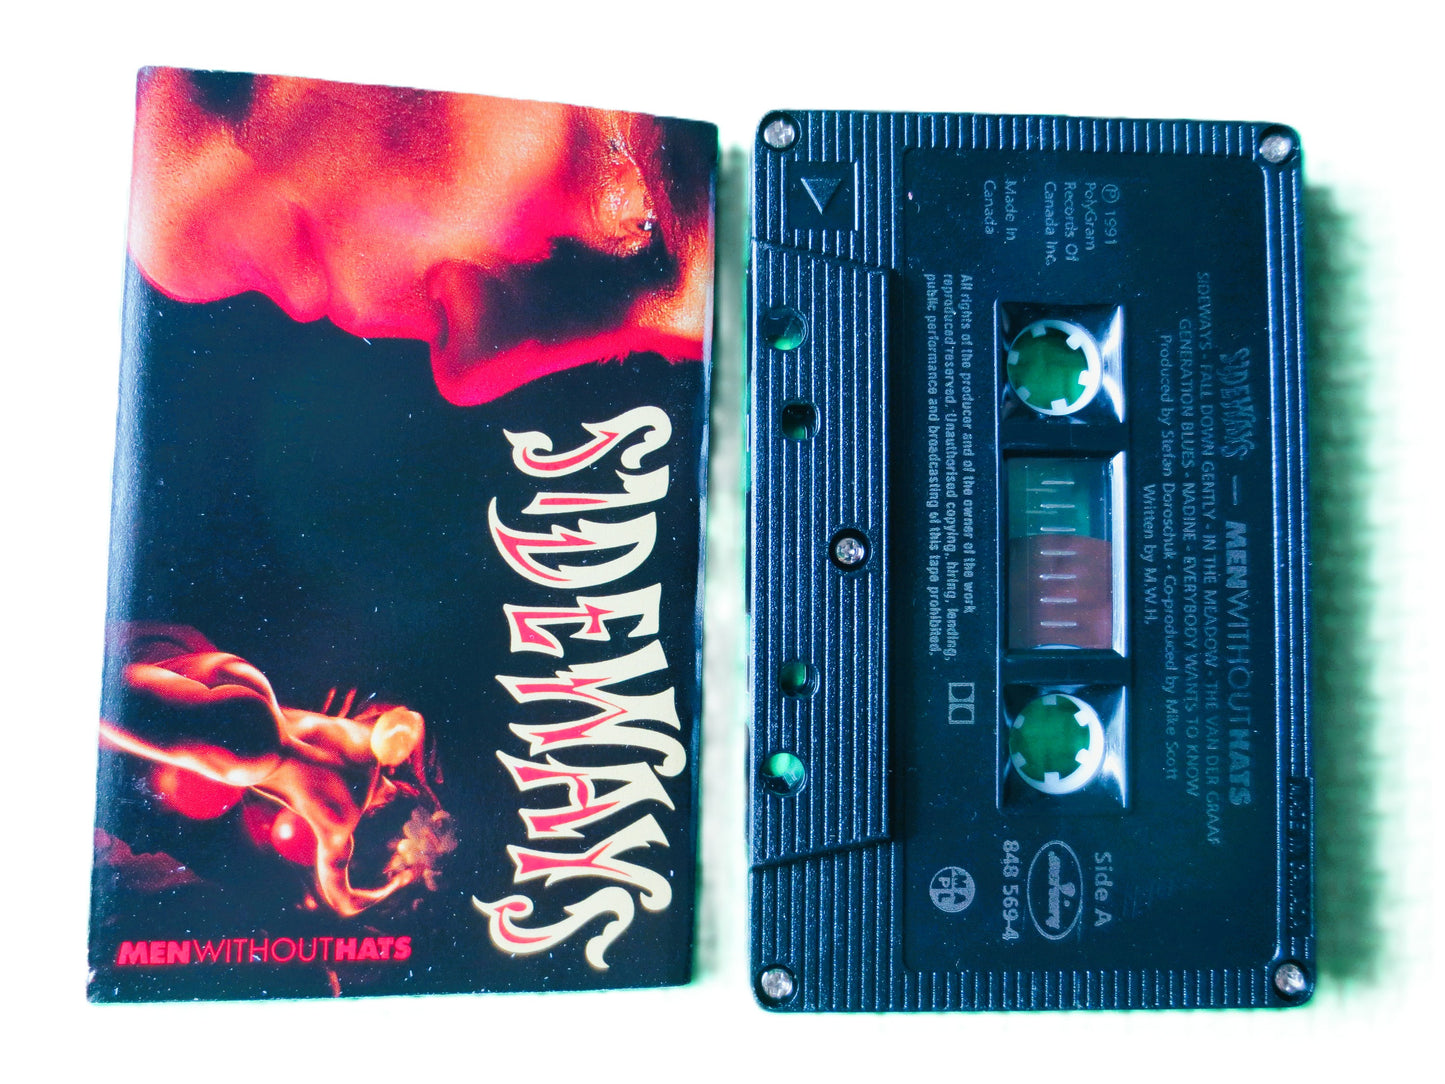 SIDEWAYS
MENWITHOUTHATS
SIDEWAYS — MENWITHOUTHATS
SIDEWAYS · FALL DOWN GENTLY · IN THE MEADOW · THE VAN DER GRAAF
GENERATION BLUES · NADINE · EVERYBODY WANTS TO KNOW
Produced by Stefan Doroschuk · Co-produced by Mike Scott
Written by M.W.H.
℗ 1991
PolyGram
Records Of
Canada Inc.
Made In
Canada
Side A
mercury
848 569-4
All rights of the producer and of the owner of the work
reproduced reserved. Unauthorised copying, hiring, lending,
public performance and broadcasting of this tape prohibited.